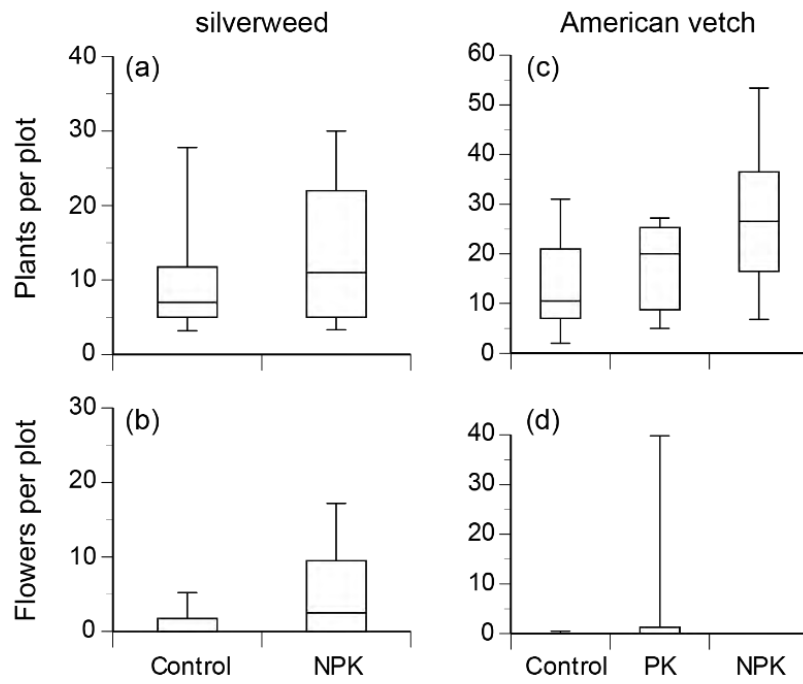 silverweed
American vetch
(a)
Plants per plot
40
30
20
10
0
(c)
60
50
40
30
20
10
0
(b)
Flowers per plot
30
20
10
0
Control NPK
(d)
40
30
20
10
0
Control PK NPK